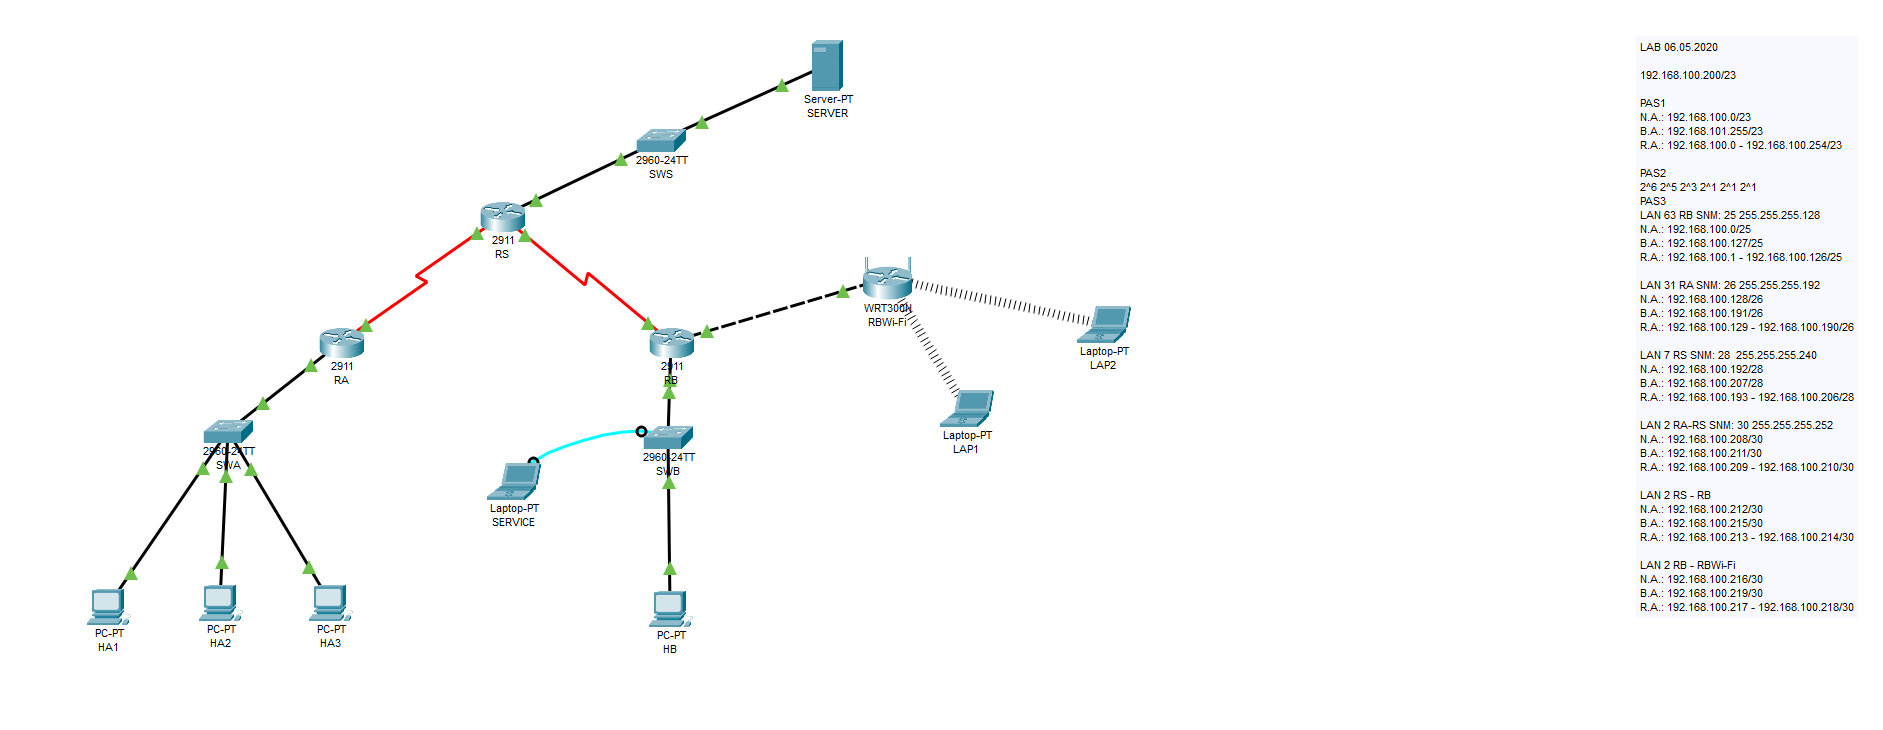 Server-PT
SERVER
2960-24TT
SWS
2911
RS
WRT300N
RBWi-Fi
Laptop-PT
LAP2
2911
RA
2911
RB
Laptop-PT
LAP1
2960-24TT
SWA
2960-24TT
SWB
Laptop-PT
SERVICE
PC-PT
HA1
PC-PT
HA2
PC-PT
HA3
PC-PT
HB
LAB 06.05.2020
192.168.100.200/23
PAS1
N.A.: 192.168.100.0/23
B.A.: 192.168.101.255/23
R.A.: 192.168.100.0 - 192.168.100.254/23
PAS2
2^6 2^5 2^3 2^1 2^1 2^1
PAS3
LAN 63 RB SNM: 25 255.255.255.128
N.A.: 192.168.100.0/25
B.A.: 192.168.100.127/25
R.A.: 192.168.100.1 - 192.168.100.126/25
LAN 31 RA SNM: 26 255.255.255.192
N.A.: 192.168.100.128/26
B.A.: 192.168.100.191/26
R.A.: 192.168.100.129 - 192.168.100.190/26
LAN 7 RS SNM: 28  255.255.255.240
N.A.: 192.168.100.192/28
B.A.: 192.168.100.207/28
R.A.: 192.168.100.193 - 192.168.100.206/28
LAN 2 RA-RS SNM: 30 255.255.255.252
N.A.: 192.168.100.208/30
B.A.: 192.168.100.211/30
R.A.: 192.168.100.209 - 192.168.100.210/30
LAN 2 RS - RB
N.A.: 192.168.100.212/30
B.A.: 192.168.100.215/30
R.A.: 192.168.100.213 - 192.168.100.214/30
LAN 2 RB - RBWi-Fi
N.A.: 192.168.100.216/30
B.A.: 192.168.100.219/30
R.A.: 192.168.100.217 - 192.168.100.218/30